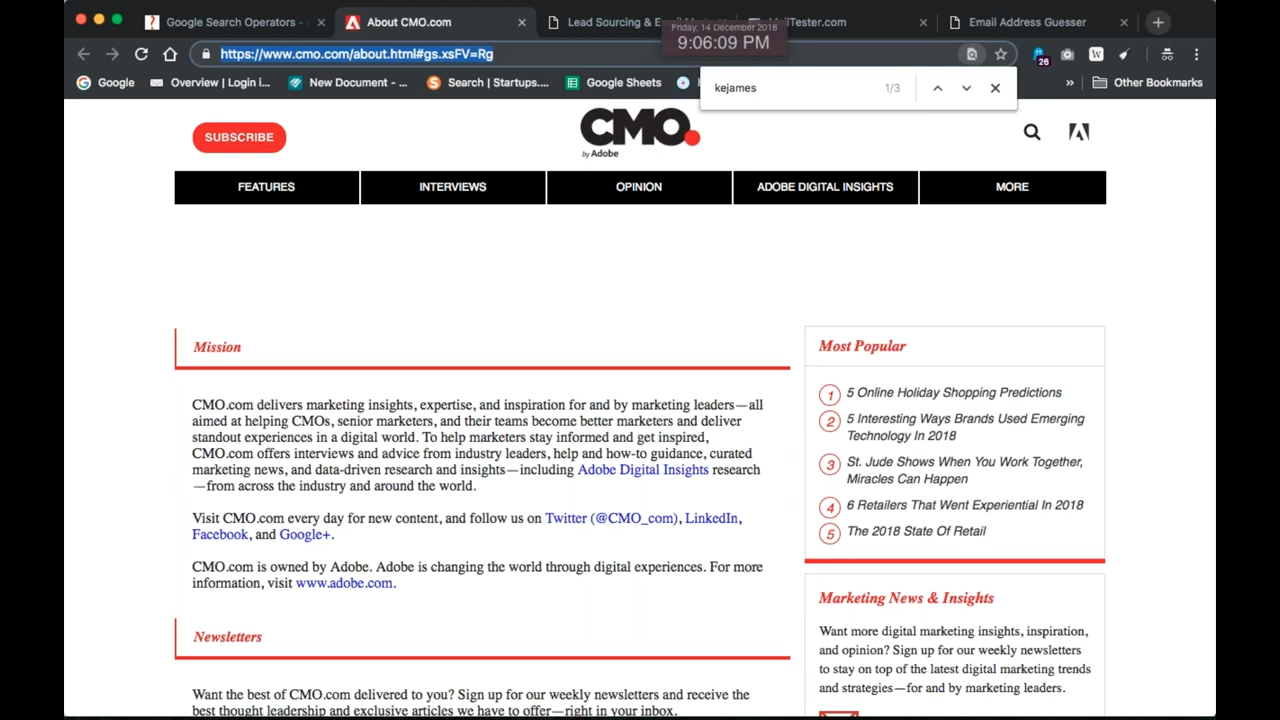 Google Search Operators -
About CMO.com
Lead Sourcing & E
Tester.com
Email Address Guesser
Friday, 14 December 2018
9:06:09 PM
https://www.cmo.com/about.html#gs.xsFV=Rg
26
W
Google
Overview | Login i...
New Document -...
Search | Startups....
Google Sheets
»
Other Bookmarks
kejames
1/3
SUBSCRIBE
CMO.
by Adobe
FEATURES
INTERVIEWS
OPINION
ADOBE DIGITAL INSIGHTS
MORE
Mission
CMO.com delivers marketing insights, expertise, and inspiration for and by marketing leaders—all
aimed at helping CMOs, senior marketers, and their teams become better marketers and deliver
standout experiences in a digital world. To help marketers stay informed and get inspired,
CMO.com offers interviews and advice from industry leaders, help and how-to guidance, curated
marketing news, and data-driven research and insights—including Adobe Digital Insights research
—from across the industry and around the world.
Visit CMO.com every day for new content, and follow us on Twitter (@CMO_com), LinkedIn,
Facebook, and Google+.
CMO.com is owned by Adobe. Adobe is changing the world through digital experiences. For more
information, visit www.adobe.com.
Newsletters
Want the best of CMO.com delivered to you? Sign up for our weekly newsletters and receive the
best thought leadership and exclusive articles we have to offer—right in your inbox.
Most Popular
1 5 Online Holiday Shopping Predictions
2 5 Interesting Ways Brands Used Emerging
Technology In 2018
3 St. Jude Shows When You Work Together,
Miracles Can Happen
4 6 Retailers That Went Experiential In 2018
5 The 2018 State Of Retail
Marketing News & Insights
Want more digital marketing insights, inspiration,
and opinion? Sign up for our weekly newsletters
to stay on top of the latest digital marketing trends
and strategies—for and by marketing leaders.